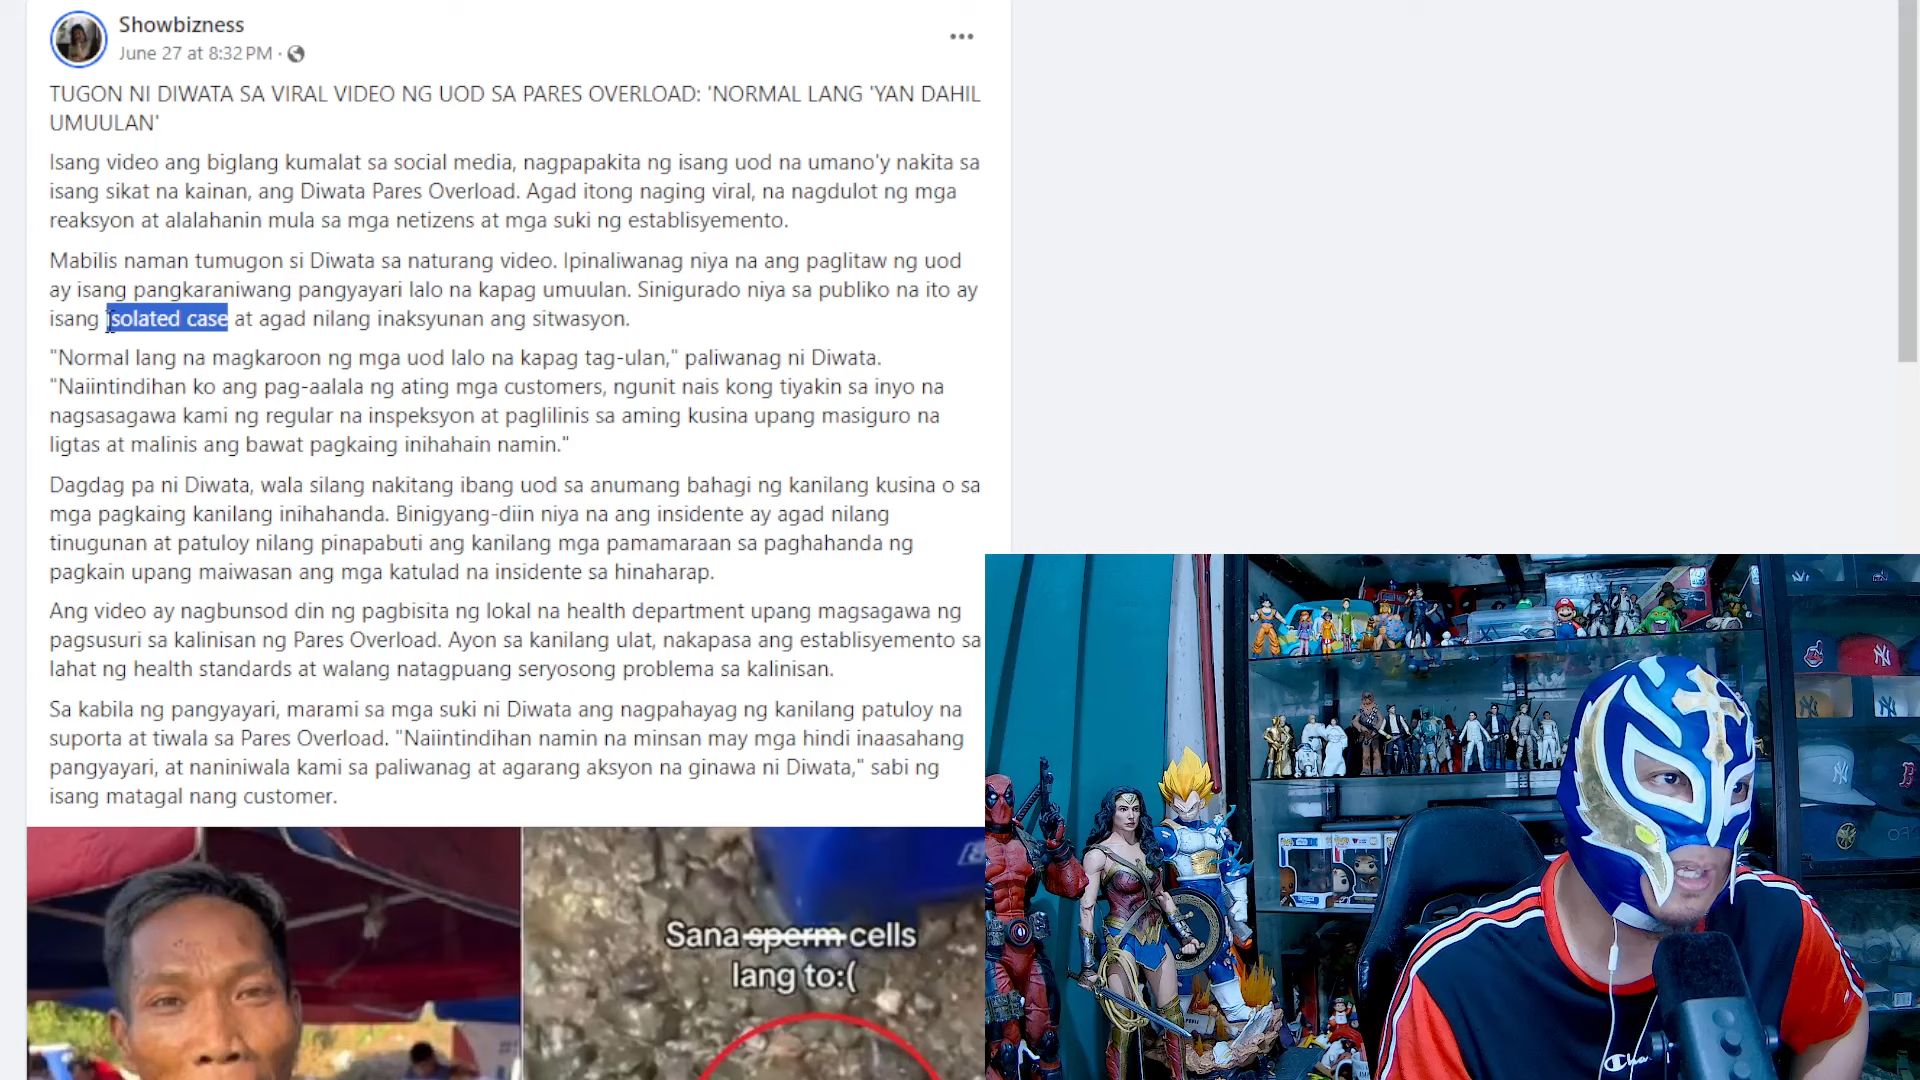 Showbizness
June 27 at 8:32 PM ·
TUGON NI DIWATA SA VIRAL VIDEO NG UOD SA PARES OVERLOAD: 'NORMAL LANG 'YAN DAHIL
UMUULAN'
Isang video ang biglang kumalat sa social media, nagpapakita ng isang uod na umano'y nakita sa
isang sikat na kainan, ang Diwata Pares Overload. Agad itong naging viral, na nagdulot ng mga
reaksyon at alalahanin mula sa mga netizens at mga suki ng establisyemento.
Mabilis naman tumugon si Diwata sa naturang video. Ipinaliwanag niya na ang paglitaw ng uod
ay isang pangkaraniwang pangyayari lalo na kapag umuulan. Sinigurado niya sa publiko na ito ay
isang isolated case at agad nilang inaksyunan ang sitwasyon.
"Normal lang na magkaroon ng mga uod lalo na kapag tag-ulan," paliwanag ni Diwata.
"Naiintindihan ko ang pag-aalala ng ating mga customers, ngunit nais kong tiyakin sa inyo na
nagsasagawa kami ng regular na inspeksyon at paglilinis sa aming kusina upang masiguro na
ligtas at malinis ang bawat pagkaing inihahain namin."
Dagdag pa ni Diwata, wala silang nakitang ibang uod sa anumang bahagi ng kanilang kusina o sa
mga pagkaing kanilang inihahanda. Binigyang-diin niya na ang insidente ay agad nilang
tinugunan at patuloy nilang pinapabuti ang kanilang mga pamamaraan sa paghahanda ng
pagkain upang maiwasan ang mga katulad na insidente sa hinaharap.
Ang video ay nagbunsod din ng pagbisita ng lokal na health department upang magsagawa ng
pagsusuri sa kalinisan ng Pares Overload. Ayon sa kanilang ulat, nakapasa ang establisyemento sa
lahat ng health standards at walang natagpuang seryosong problema sa kalinisan.
Sa kabila ng pangyayari, marami sa mga suki ni Diwata ang nagpahayag ng kanilang patuloy na
suporta at tiwala sa Pares Overload. "Naiintindihan namin na minsan may mga hindi inaasahang
pangyayari, at naniniwala kami sa paliwanag at agarang aksyon na ginawa ni Diwata," sabi ng
isang matagal nang customer.
Sana sperm cells
lang to:(